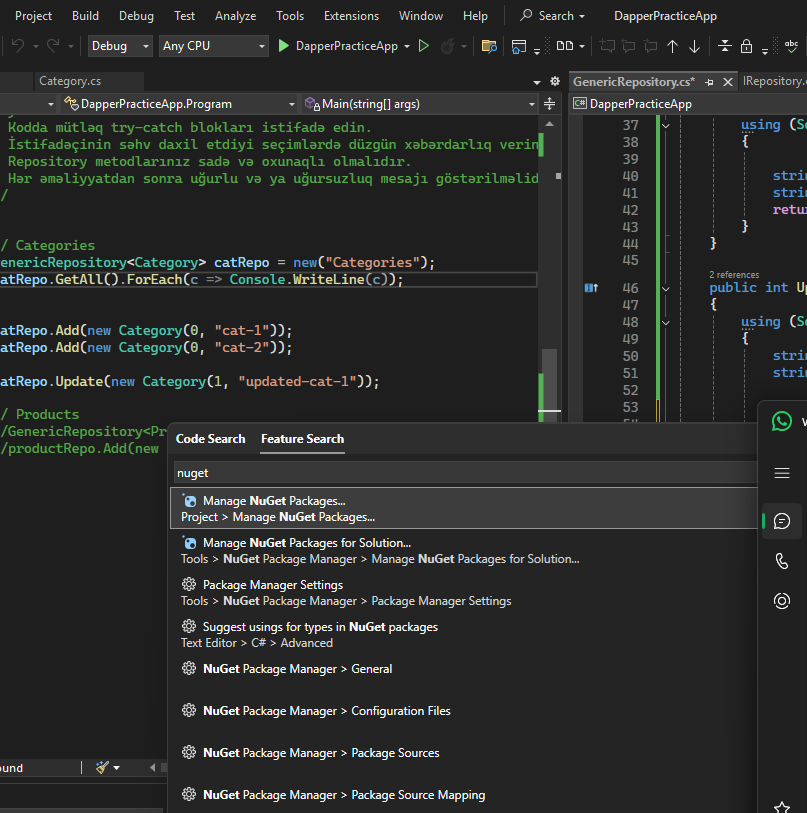 Project Build Debug Test Analyze Tools Extensions Window Help Search DapperPracticeApp
Debug Any CPU DapperPracticeApp
Category.cs
DapperPracticeApp.Program Main(string[] args)
Kodda mütləq try-catch blokları istifadə edin.
İstifadəçinin səhv daxil etdiyi seçimlərdə düzgün xəbərdarlıq verin
Repository metodlarınız sadə və oxunaqlı olmalıdır.
Hər əməliyyatdan sonra uğurlu və ya uğursuzluq mesajı göstərilməlid
/
/ Categories
enericRepository<Category> catRepo = new("Categories");
atRepo.GetAll().ForEach(c => Console.WriteLine(c));
atRepo.Add(new Category(0, "cat-1"));
atRepo.Add(new Category(0, "cat-2"));
atRepo.Update(new Category(1, "updated-cat-1"));
/ Products
/GenericRepository<Pr
/productRepo.Add(new
GenericRepository.cs* IRepository.
C# DapperPracticeApp
37 using (S
38 {
39
40 strin
41 strin
42 retur
43 }
44 }
45
2 references
46 public int Up
47 {
48 using (S
49 {
50 strin
51 strin
52
53
Code Search Feature Search
nuget
Manage NuGet Packages...
Project > Manage NuGet Packages...
Manage NuGet Packages for Solution...
Tools > NuGet Package Manager > Manage NuGet Packages for Solution...
Package Manager Settings
Tools > NuGet Package Manager > Package Manager Settings
Suggest usings for types in NuGet packages
Text Editor > C# > Advanced
NuGet Package Manager > General
NuGet Package Manager > Configuration Files
NuGet Package Manager > Package Sources
NuGet Package Manager > Package Source Mapping
ound